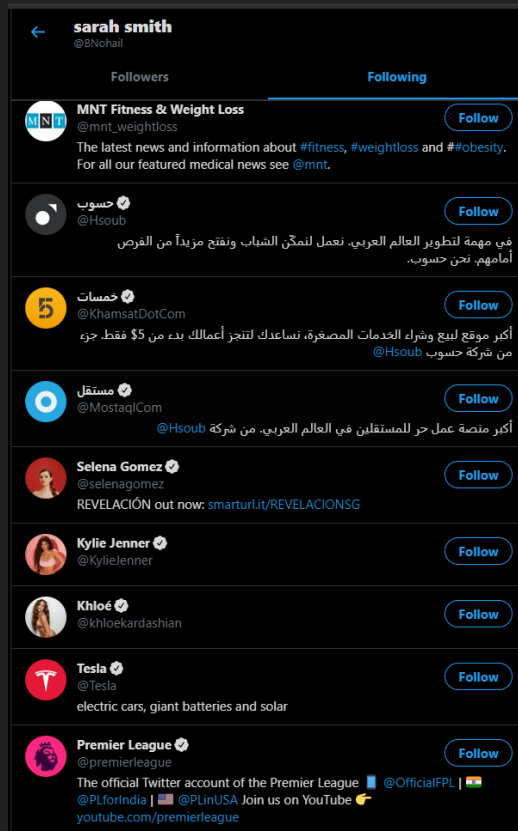 sarah smith
@BNohail
Followers Following
MNT
MNT Fitness & Weight Loss
Follow
@mnt_weightloss
The latest news and information about #fitness, #weightloss and ##obesity.
For all our featured medical news see @mnt.
حسوب
Follow
@Hsoub
في مهمة لتطوير العالم العربي. نعمل لنمكّن الشباب ونفتح مزيداً من الفرص
أمامهم. نحن حسوب.
خمسات
Follow
@KhamsatDotCom
أكبر موقع لبيع وشراء الخدمات المصغرة، نساعدك لتنجز أعمالك بدء من 5$ فقط. جزء
من شركة حسوب @Hsoub
مستقل
Follow
@MostaqlCom
أكبر منصة عمل حر للمستقلين في العالم العربي. من شركة @Hsoub
Selena Gomez
Follow
@selenagomez
REVELACIÓN out now: smarturl.it/REVELACIONSG
Kylie Jenner
Follow
@KylieJenner
Khloé
Follow
@khloekardashian
Tesla
Follow
@Tesla
electric cars, giant batteries and solar
Premier League
Follow
@premierleague
The official Twitter account of the Premier League 📱 @OfficialFPL | 🇮🇳
@PLforIndia | 🇺🇸 @PLinUSA Join us on YouTube 👉
youtube.com/premierleague